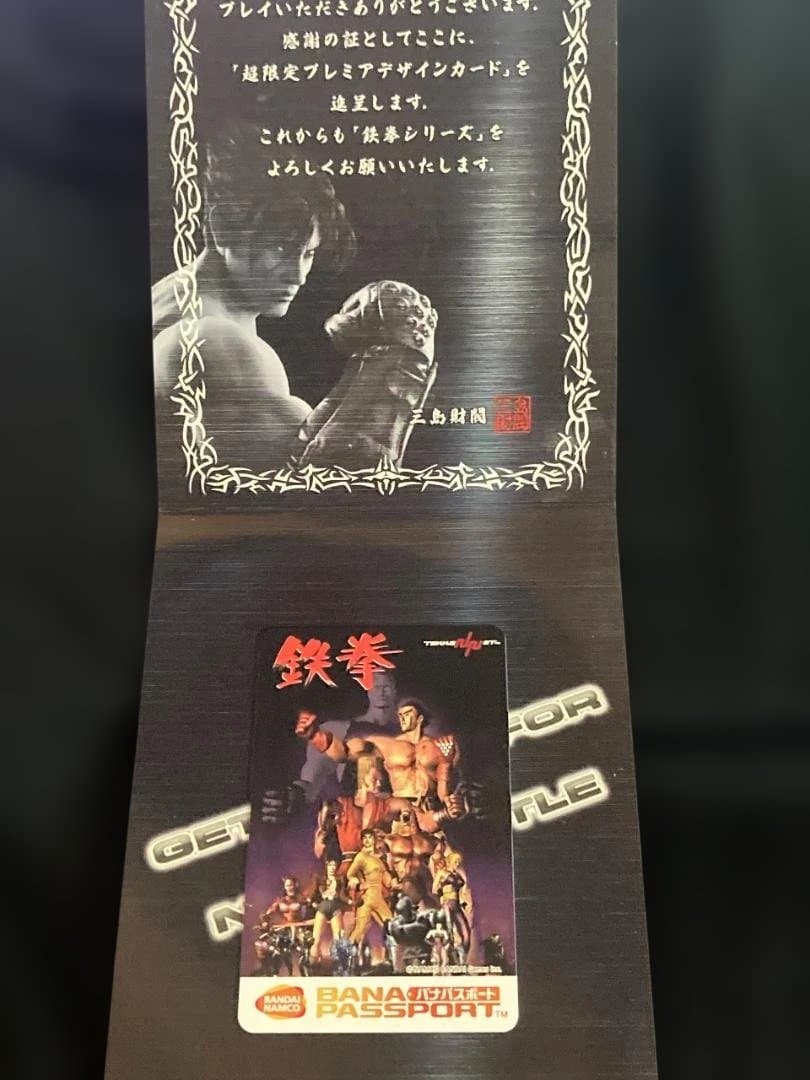 プレイいただきありがとうございます。
感謝の証としてここに、
「超限定プレミアデザインカード」を
進呈します。
これからも「鉄拳シリーズ」を
よろしくお願いいたします。
三島財閥
鉄拳
FOR
GET
TLE
N
BANDAI
NAMCO
BANA
PASSPORT™
バナパスポート